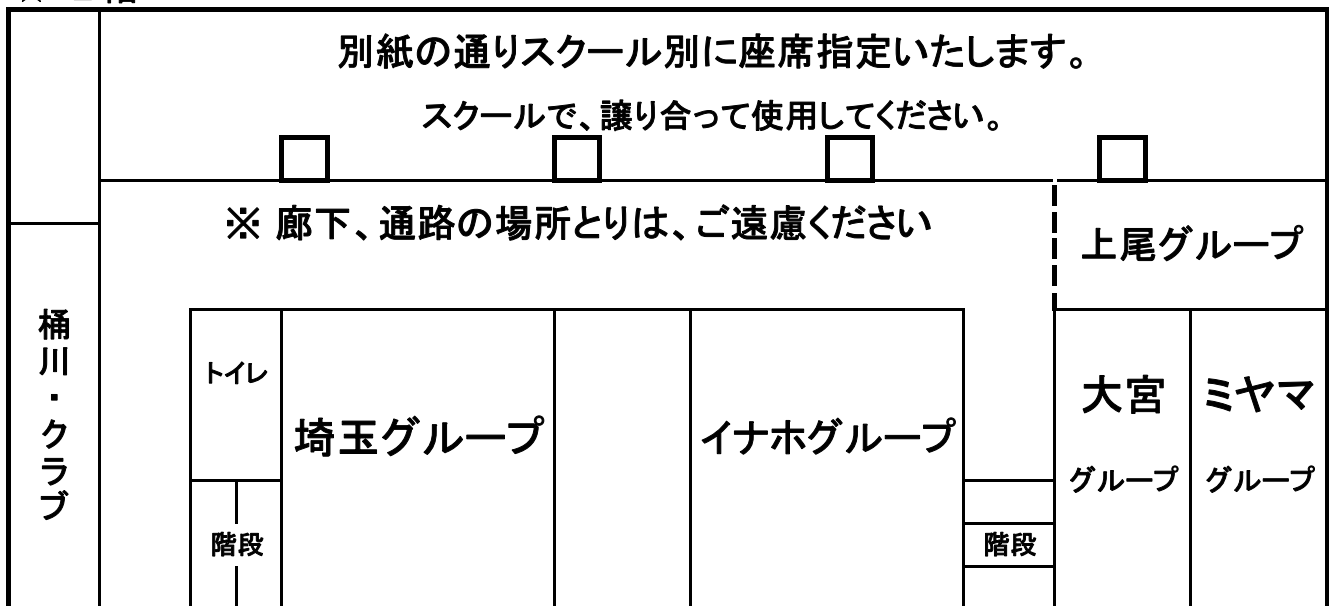 別紙の通りスクール別に座席指定いたします。
スクールで、譲り合って使用してください。
※ 廊下、通路の場所とりは、ご遠慮ください
上尾グループ
桶川・クラブ
トイレ
埼玉グループ
イナホグループ
大宮
グループ
ミヤマ
グループ
階段
階段